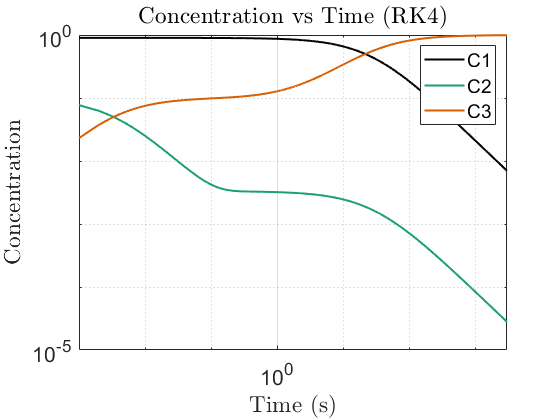 Concentration vs Time (RK4)
10^0
C1
C2
C3
Concentration
10^-5
10^0
Time (s)